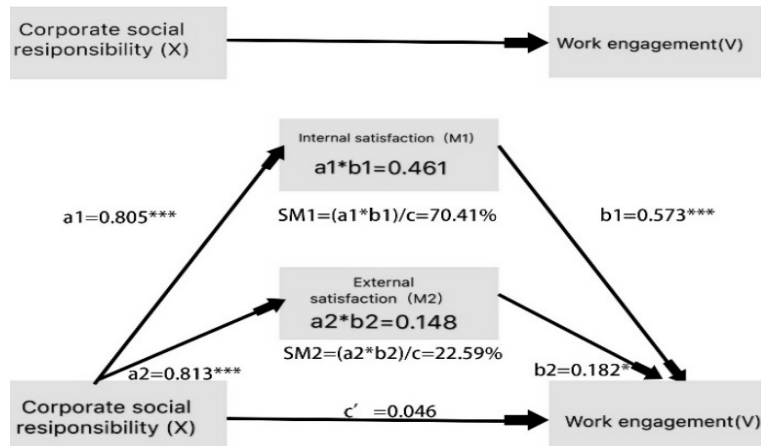 Corporate social
resiponsibility (X)
Work engagement(V)
Internal satisfaction（M1）
a1*b1=0.461
a1=0.805***
SM1=(a1*b1)/c=70.41%
b1=0.573***
External
satisfaction（M2）
a2*b2=0.148
a2=0.813***
SM2=(a2*b2)/c=22.59%
b2=0.182*
Corporate social
resiponsibility (X)
c’ =0.046
Work engagement(V)